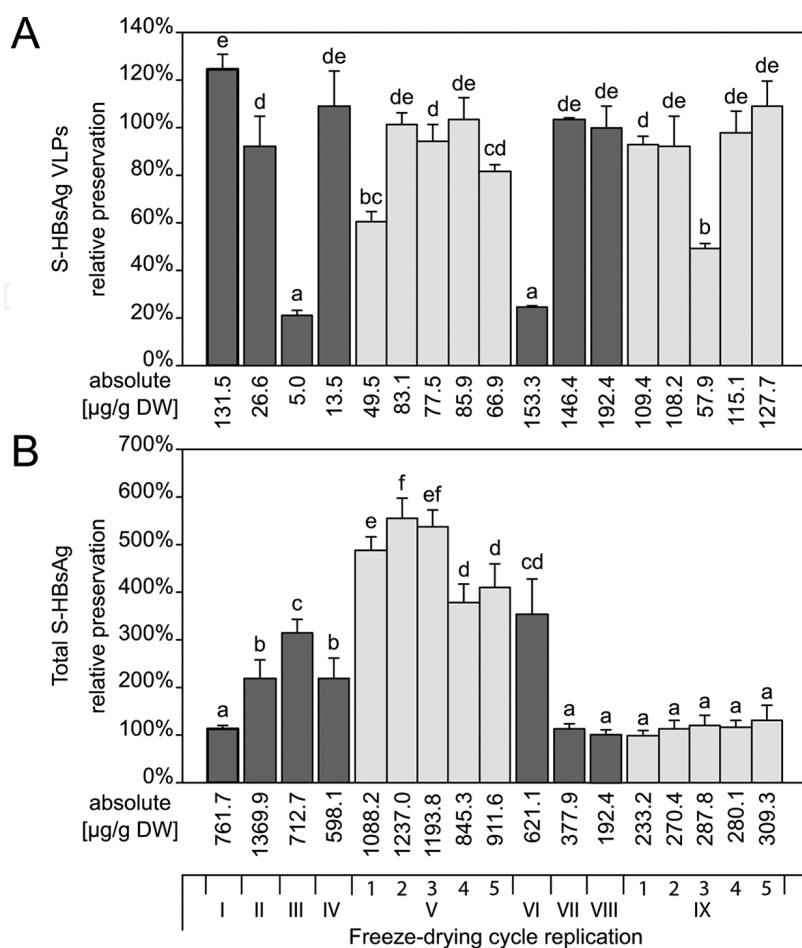 A
S-HBsAg VLPs
relative preservation
140%
120%
100%
80%
60%
40%
20%
0%
e d a de bc de d de cd a de de d de b de de
absolute
[µg/g DW]
131.5 26.6 5.0 13.5 49.5 83.1 77.5 85.9 66.9 153.3 146.4 192.4 109.4 108.2 57.9 115.1 127.7
B
Total S-HBsAg
relative preservation
700%
600%
500%
400%
300%
200%
100%
0%
a b c b e f ef d d cd a a a a a a a
absolute
[µg/g DW]
761.7 1369.9 712.7 598.1 1088.2 1237.0 1193.8 845.3 911.6 621.1 377.9 192.4 233.2 270.4 287.8 280.1 309.3
1 2 3 4 5 1 2 3 4 5
I II III IV V VI VII VIII IX
Freeze-drying cycle replication